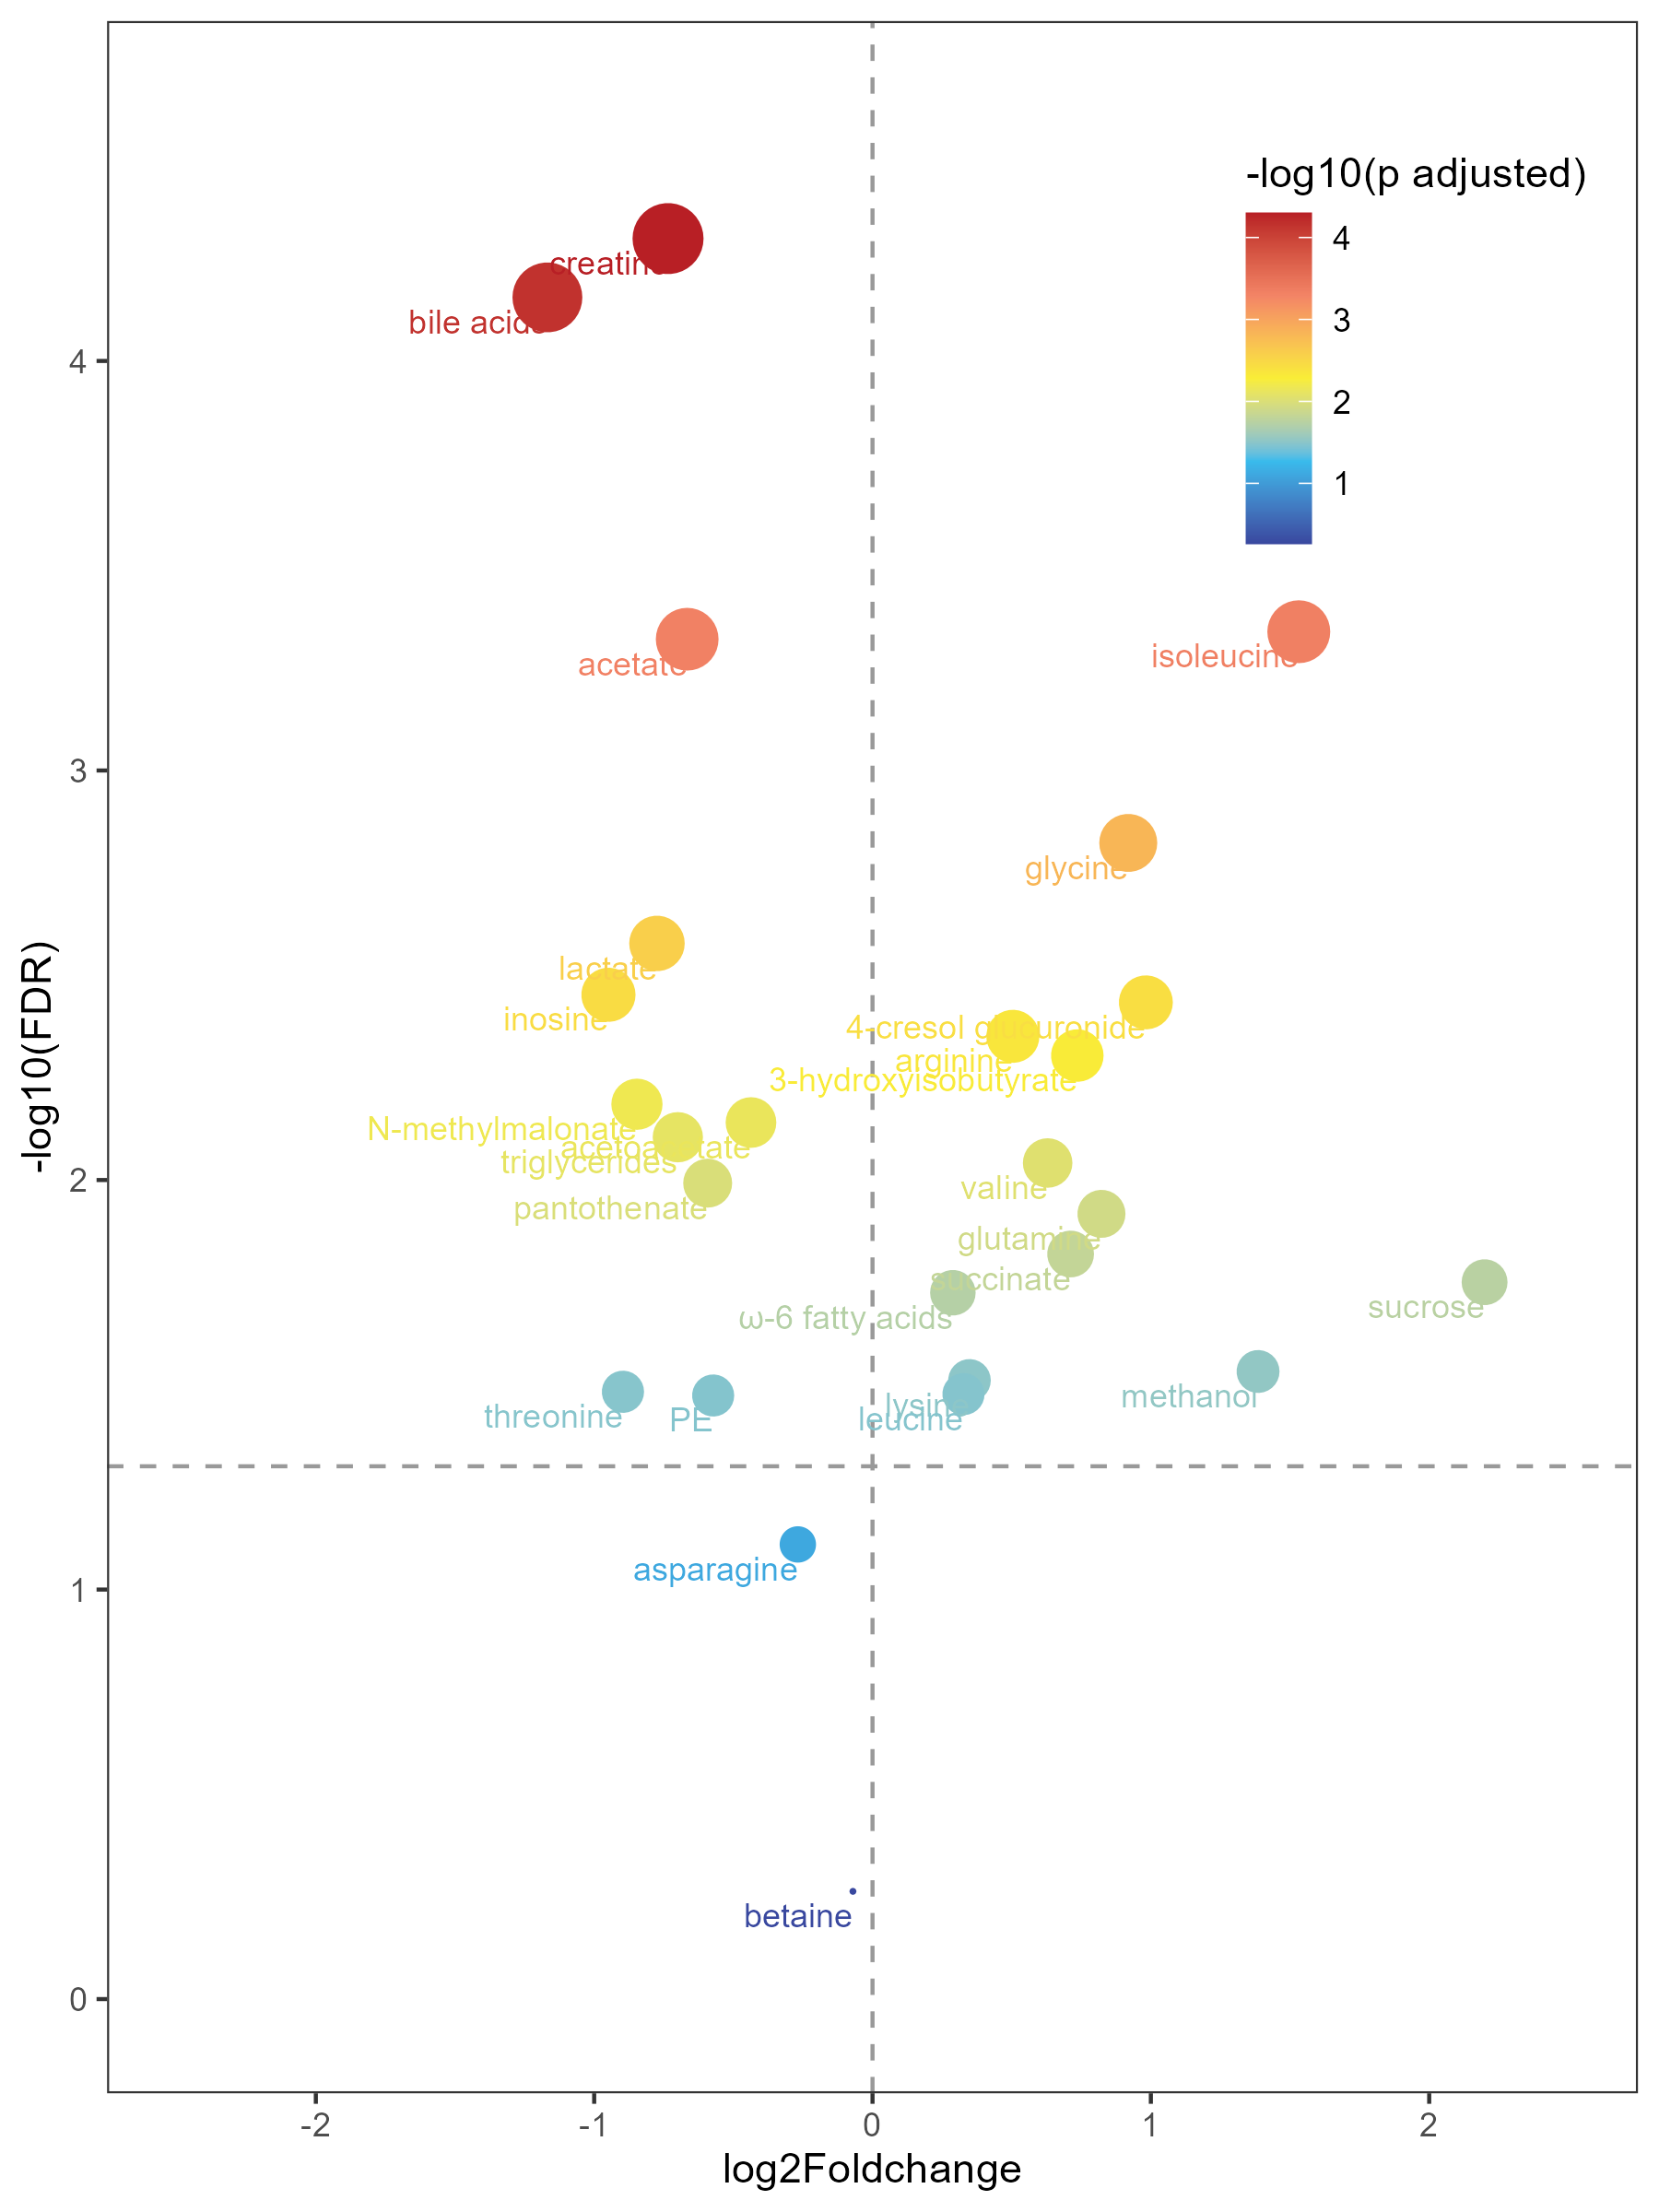 -log10(p adjusted)
4
3
2
1
creatine
bile acids
acetate
isoleucine
glycine
lactate
inosine
4-cresol glucuronide
arginine
3-hydroxyisobutyrate
N-methylmalonate
acetoacetate
triglycerides
valine
pantothenate
glutamine
succinate
sucrose
ω-6 fatty acids
methanol
lysine
threonine
PE
leucine
asparagine
betaine
4
3
2
1
0
-log10(FDR)
-2
-1
0
1
2
log2Foldchange